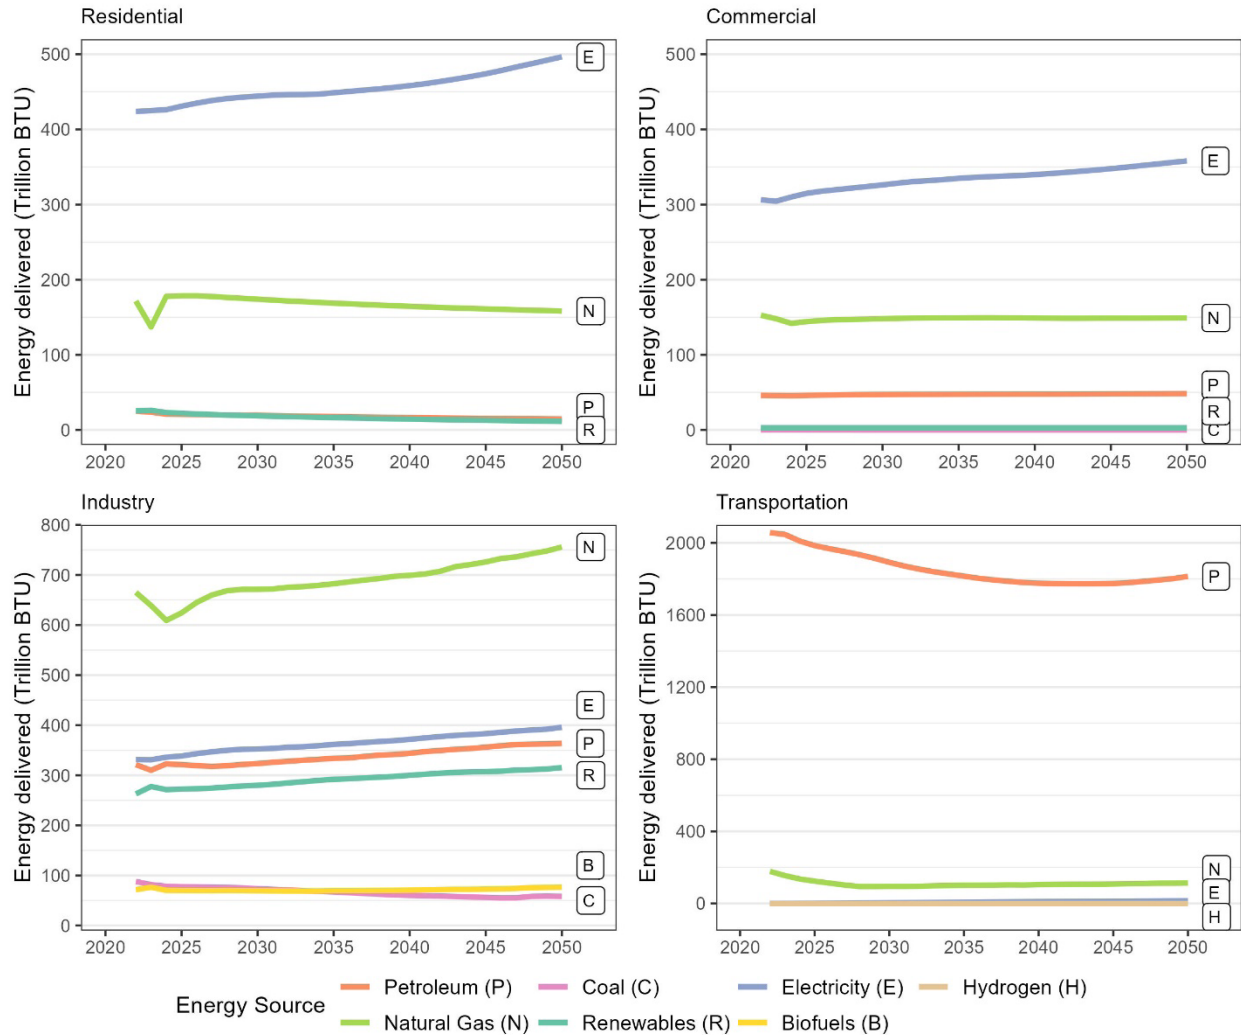 Residential
Energy delivered (Trillion BTU)
500
400
300
200
100
0
E
N
P
R
2020 2025 2030 2035 2040 2045 2050
Commercial
Energy delivered (Trillion BTU)
500
400
300
200
100
0
E
N
P
R
C
2020 2025 2030 2035 2040 2045 2050
Industry
Energy delivered (Trillion BTU)
800
700
600
500
400
300
200
100
0
N
E
P
R
B
C
2020 2025 2030 2035 2040 2045 2050
Transportation
Energy delivered (Trillion BTU)
2000
1600
1200
800
400
0
P
N
E
H
2020 2025 2030 2035 2040 2045 2050
Energy Source
Petroleum (P) Coal (C) Electricity (E) Hydrogen (H)
Natural Gas (N) Renewables (R) Biofuels (B)